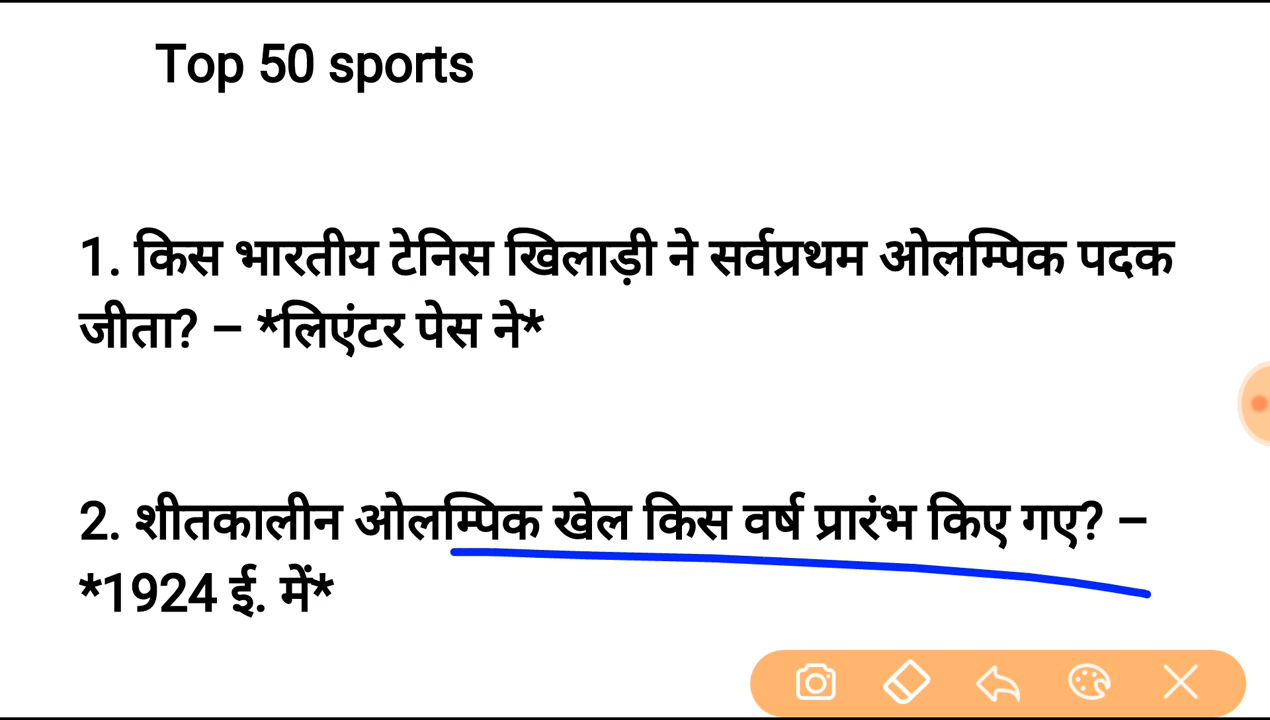 Top 50 sports
1. किस भारतीय टेनिस खिलाड़ी ने सर्वप्रथम ओलम्पिक पदक
जीता? – *लिएंटर पेस ने*
2. शीतकालीन ओलम्पिक खेल किस वर्ष प्रारंभ किए गए? –
*1924 ई. में*